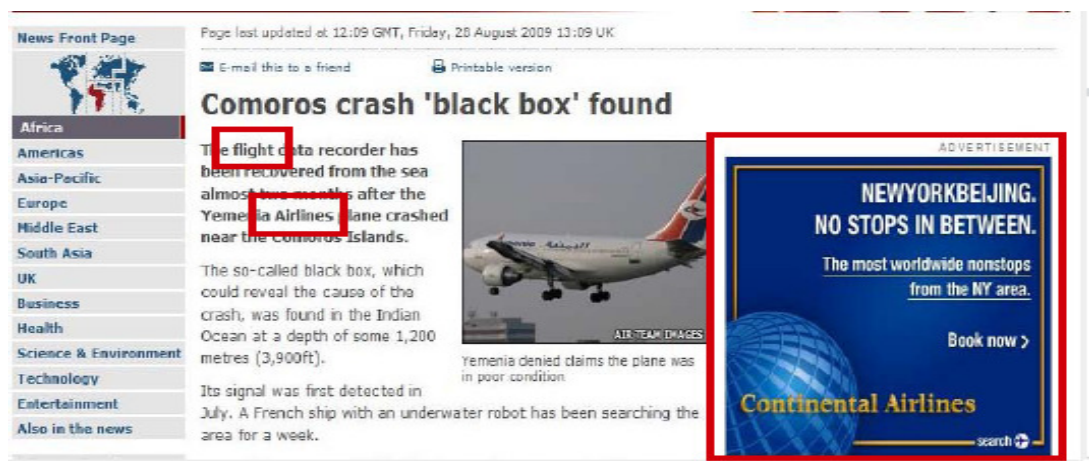 News Front Page
Africa
Americas
Asia-Pacific
Europe
Middle East
South Asia
UK
Business
Health
Science & Environment
Technology
Entertainment
Also in the news
Page last updated at 12:09 GMT, Friday, 28 August 2009 13:09 UK
E-mail this to a friend
Printable version
Comoros crash 'black box' found
The flight data recorder has
been recovered from the sea
almost two months after the
Yemenia Airlines plane crashed
near the Comoros Islands.
The so-called black box, which
could reveal the cause of the
crash, was found in the Indian
Ocean at a depth of some 1,200
metres (3,900ft).
Its signal was first detected in
July. A French ship with an underwater robot has been searching the
area for a week.
AIR TEAM IMAGES
Yemenia denied claims the plane was
in poor condition
ADVERTISEMENT
NEWYORKBEIJING.
NO STOPS IN BETWEEN.
The most worldwide nonstops
from the NY area.
Book now >
Continental Airlines
search